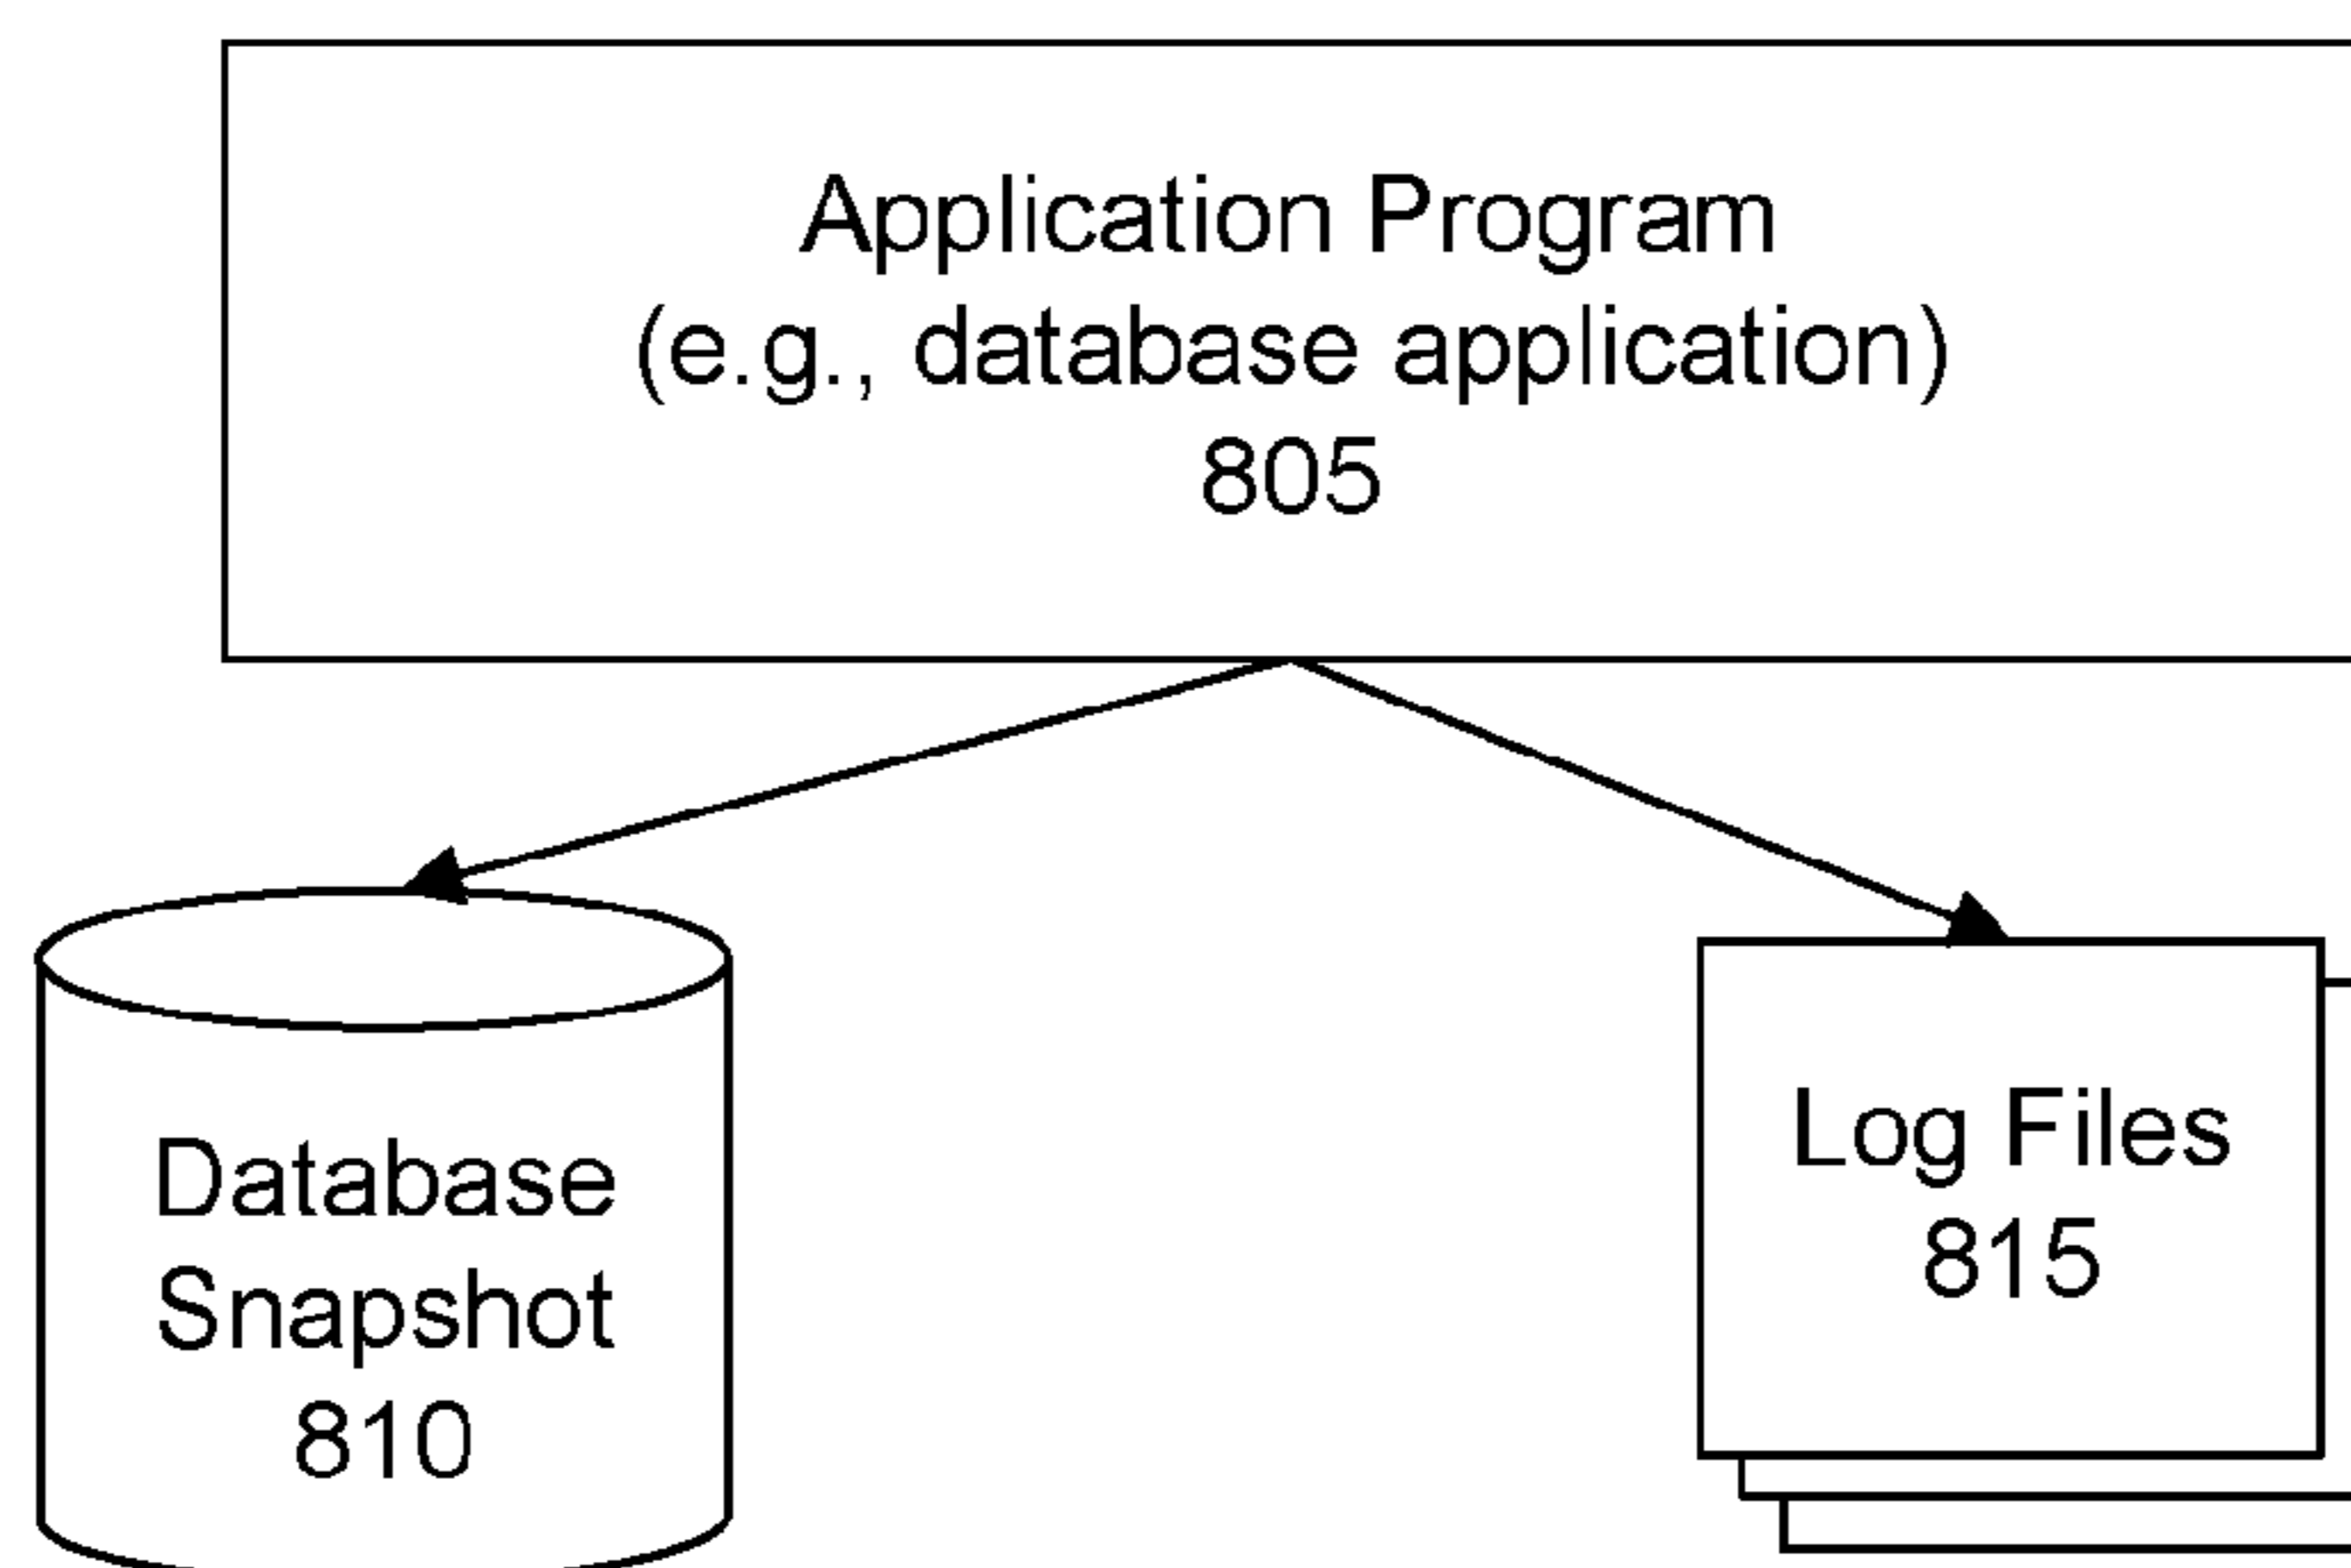 Application Program
(e.g., database application)
805
Database
Snapshot
810
Log Files
815